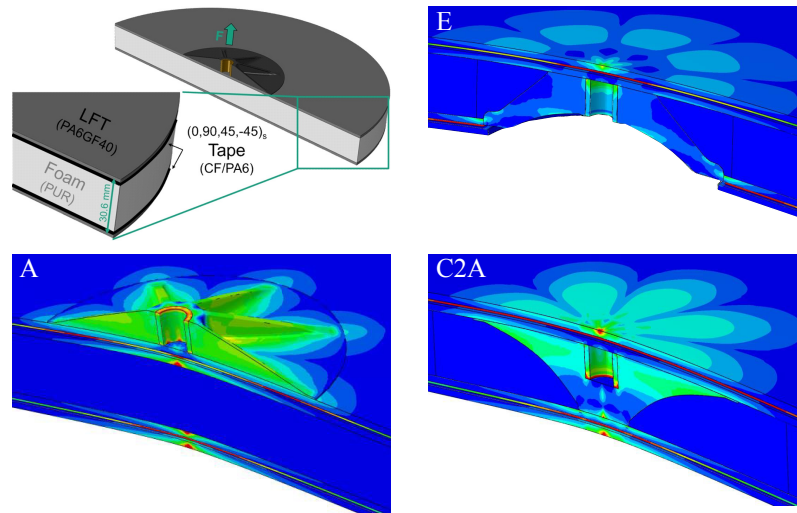 F
LFT
(PA6GF40)
Foam
(PUR)
30.6 mm
(0,90,45,-45)s
Tape
(CF/PA6)
E
A
C2A